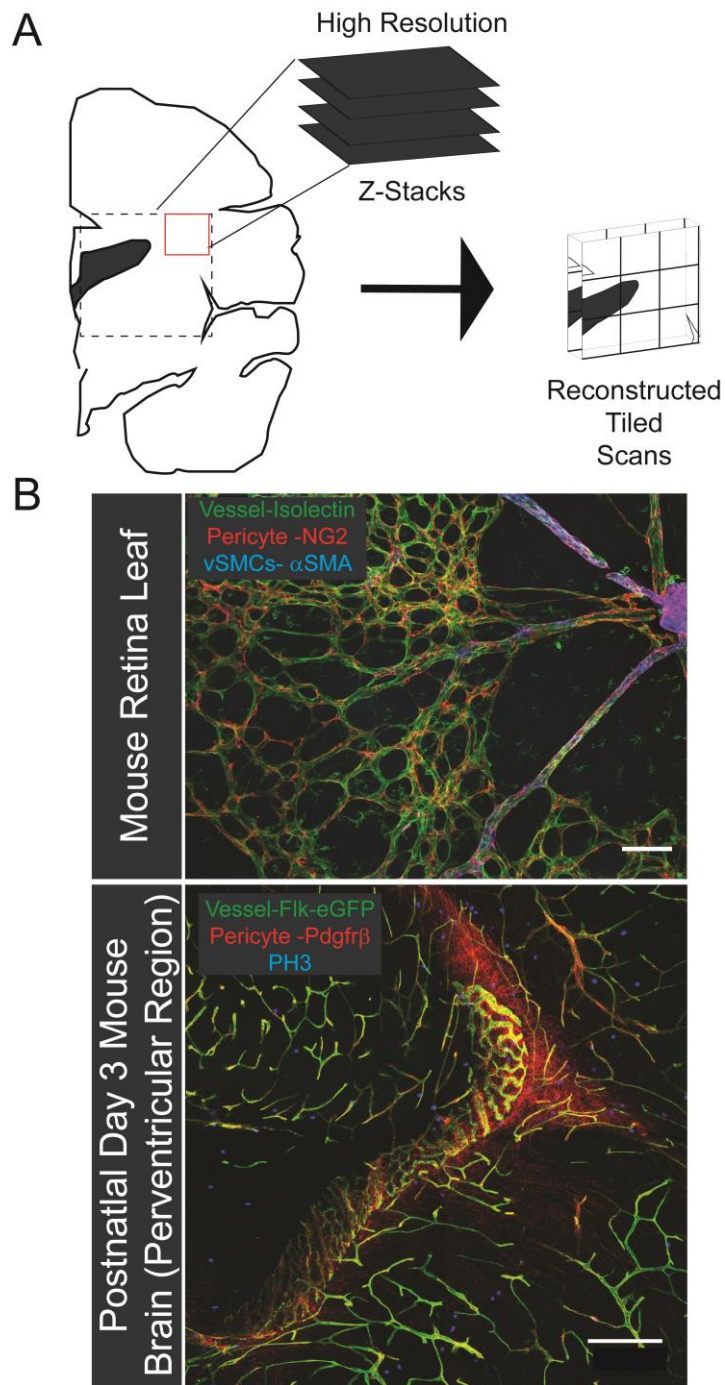 A
High Resolution
Z-Stacks
Reconstructed
Tiled
Scans
B
Mouse Retina Leaf
Vessel-Isolectin
Pericyte -NG2
vSMCs- αSMA
Postnatlal Day 3 Mouse
Brain (Perventricular Region)
Vessel-Flk-eGFP
Pericyte -Pdgfrβ
PH3